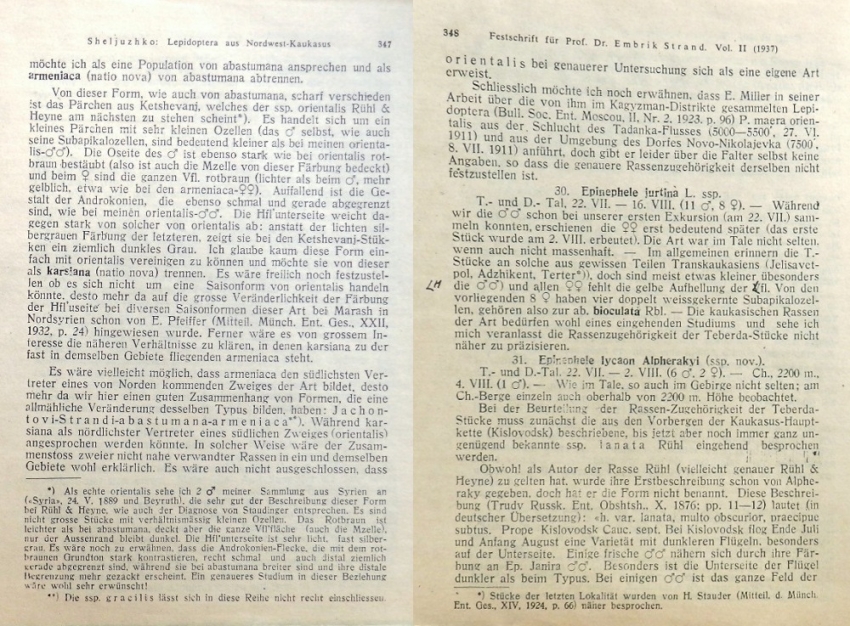 Sheljuzhko: Lepidoptera aus Nordwest-Kaukasus 347
möchte ich als eine Population von abastumana ansprechen und als
armeniaca (natio nova) von abastumana abtrennen.
Von dieser Form, wie auch von abastumana, scharf verschieden
ist das Pärchen aus Ketshevanj, welches der ssp. orientalis Rühl &
Heyne am nächsten zu stehen scheint*). Es handelt sich um ein
kleines Pärchen mit sehr kleinen Ozellen (das ♂ selbst, wie auch
seine Subapikalozellen, sind bedeutend kleiner als bei meinen orienta-
lis-♂♂). Die Oseite des ♂ ist ebenso stark wie bei orientalis rot-
braun bestäubt (also ist auch die Mzelle von dieser Färbung bedeckt)
und beim ♀ sind die ganzen Vfl. rotbraun (lichter als beim ♂, mehr
gelblich, etwa wie bei den armeniaca-♀♀). Auffallend ist die Ge-
stalt der Androkonien, die ebenso schmal und gerade abgegrenzt
sind, wie bei meinen orientalis-♂♂. Die Hfl'unterseite weicht da-
gegen stark von solcher von orientalis ab: anstatt der lichten sil-
bergrauen Färbung der letzteren, zeigt sie bei den Ketshevanj-Stük-
ken ein ziemlich dunkles Grau. Ich glaube kaum diese Form ein-
fach mit orientalis vereinigen zu können und möchte sie von dieser
als karsiana (natio nova) trennen. Es wäre freilich noch festzustel-
len ob es sich nicht um eine Saisonform von orientalis handeln
könnte, desto mehr da auf die grosse Veränderlichkeit der Färbung
der Hfl'useite bei diversen Saisonformen dieser Art bei Marash in
Nordsyrien schon von E. Pfeiffer (Mitteil. Münch. Ent. Ges., XXII,
1932, p. 24) hingewiesen wurde. Ferner wäre es von grossem In-
teresse die näheren Verhältnisse zu klären, in denen karsiana zu der
fast in demselben Gebiete fliegenden armeniaca steht.
Es wäre vielleicht möglich, dass armeniaca den südlichsten Ver-
treter eines von Norden kommenden Zweiges der Art bildet, desto
mehr da wir hier einen guten Zusammenhang von Formen, die eine
allmähliche Veränderung desselben Typus bilden, haben: Jachon-
tovi-Strandi-abastumana-armeniaca**). Während kar-
siana als nördlichster Vertreter eines südlichen Zweiges (orientalis)
angesprochen werden könnte. In solcher Weise wäre der Zusam-
menstoss zweier nicht nahe verwandter Rassen in ein und demselben
Gebiete wohl erklärlich. Es wäre auch nicht ausgeschlossen, dass
*) Als echte orientalis sehe ich 2 ♂ meiner Sammlung aus Syrien an
(«Syria», 24. V. 1889 und Beyruth), die sehr gut der Beschreibung dieser Form
bei Rühl & Heyne, wie auch der Diagnose von Staudinger entsprechen. Es sind
nicht grosse Stücke mit verhältnismässig kleinen Ozellen. Das Rotbraun ist
leichter als bei abastumana, deckt aber die ganze Vfl'fläche (auch die Mzelle),
nur der Aussenrand bleibt dunkel. Die Hfl'unterseite ist sehr licht, fast silber-
grau. Es wäre noch zu erwähnen, dass die Androkonien-Flecke, die mit dem rot-
braunen Grundton stark kontrastieren, recht schmal und auch distal ziemlich
gerade abgegrenzt sind, während sie bei abastumana breiter sind und ihre distale
Begrenzung mehr gezackt erscheint. Ein genaueres Studium in dieser Beziehung
wäre wohl sehr erwünscht!
**) Die ssp. gracilis lässt sich in diese Reihe nicht recht einschliessen.
348 Festschrift für Prof. Dr. Embrik Strand. Vol. II (1937)
orientalis bei genauerer Untersuchung sich als eine eigene Art
erweist.
Schliesslich möchte ich noch erwähnen, dass E. Miller in seiner
Arbeit über die von ihm im Kagyzman-Distrikte gesammelten Lepi-
doptera (Bull. Soc. Ent. Moscou, II, Nr. 2, 1923. p. 96) P. maera orien-
talis aus der Schlucht des Tadanka-Flusses (5000—5500', 27. VI.
1911) und aus der Umgebung des Dorfes Novo-Nikolajevka (7500',
8. VII. 1911) anführt, doch gibt er leider über die Falter selbst keine
Angaben, so dass die genauere Rassenzugehörigkeit derselben nicht
festzustellen ist.
30. Epinephele jurtina L. ssp.
T.- und D.- Tal, 22. VII. — 16. VIII. (11 ♂, 8 ♀). — Während
wir die ♂♂ schon bei unserer ersten Exkursion (am 22. VII.) sam-
meln konnten, erschienen die ♀♀ erst bedeutend später (das erste
Stück wurde am 2. VIII. erbeutet). Die Art war im Tale nicht selten,
wenn auch nicht massenhaft. — Im allgemeinen erinnern die T.-
Stücke an solche aus gewissen Teilen Transkaukasiens (Jelisavet-
pol, Adzhikent, Terter*)), doch sind meist etwas kleiner (besonders
die ♂♂) und allen ♀♀ fehlt die gelbe Aufhellung der Hfl. Von den
LH
vorliegenden 8 ♀ haben vier doppelt weissgekernte Subapikalozel-
len, gehören also zur ab. bioculata Rbl. — Die kaukasischen Rassen
der Art bedürfen wohl eines eingehenden Studiums und sehe ich
mich veranlasst die Rassenzugehörigkeit der Teberda-Stücke nicht
näher zu präzisieren.
31. Epinephele lycaon Alpherakyi (ssp. nov.).
T.- und D.-Tal. 22. VII. — 2. VIII. (6 ♂, 2 ♀). — Ch., 2200 m.,
4. VIII. (1 ♂). — Wie im Tale, so auch im Gebirge nicht selten; am
Ch.-Berge einzeln auch oberhalb von 2200 m. Höhe beobachtet.
Bei der Beurteilung der Rassen-Zugehörigkeit der Teberda-
Stücke muss zunächst die aus den Vorbergen der Kaukasus-Haupt-
kette (Kislovodsk) beschriebene, bis jetzt aber noch immer ganz un-
genügend bekannte ssp. lanata Rühl eingehend besprochen
werden.
Obwohl als Autor der Rasse Rühl (vielleicht genauer Rühl &
Heyne) zu gelten hat, wurde ihre Erstbeschreibung schon von Alphe-
raky gegeben, doch hat er die Form nicht benannt. Diese Beschrei-
bung (Trudy Russk. Ent. Obshtsh., X. 1876; pp. 11—12) lautet (in
deutscher Übersetzung): «h. var. lanata, multo obscurior, praecipue
subtus. Prope Kislovodsk Cauc. sept. Bei Kislovodsk flog Ende Juli
und Anfang August eine Varietät mit dunkleren Flügeln, besonders
auf der Unterseite. Einige frische ♂♂ nähern sich durch ihre Fär-
bung an Ep. Janira ♂. Besonders ist die Unterseite der Flügel
dunkler als beim Typus. Bei einigen ♂♂ ist das ganze Feld der
*) Stücke der letzten Lokalität wurden von H. Stauder (Mitteil. d. Münch.
Ent. Ges., XIV, 1924, p. 66) näher besprochen.